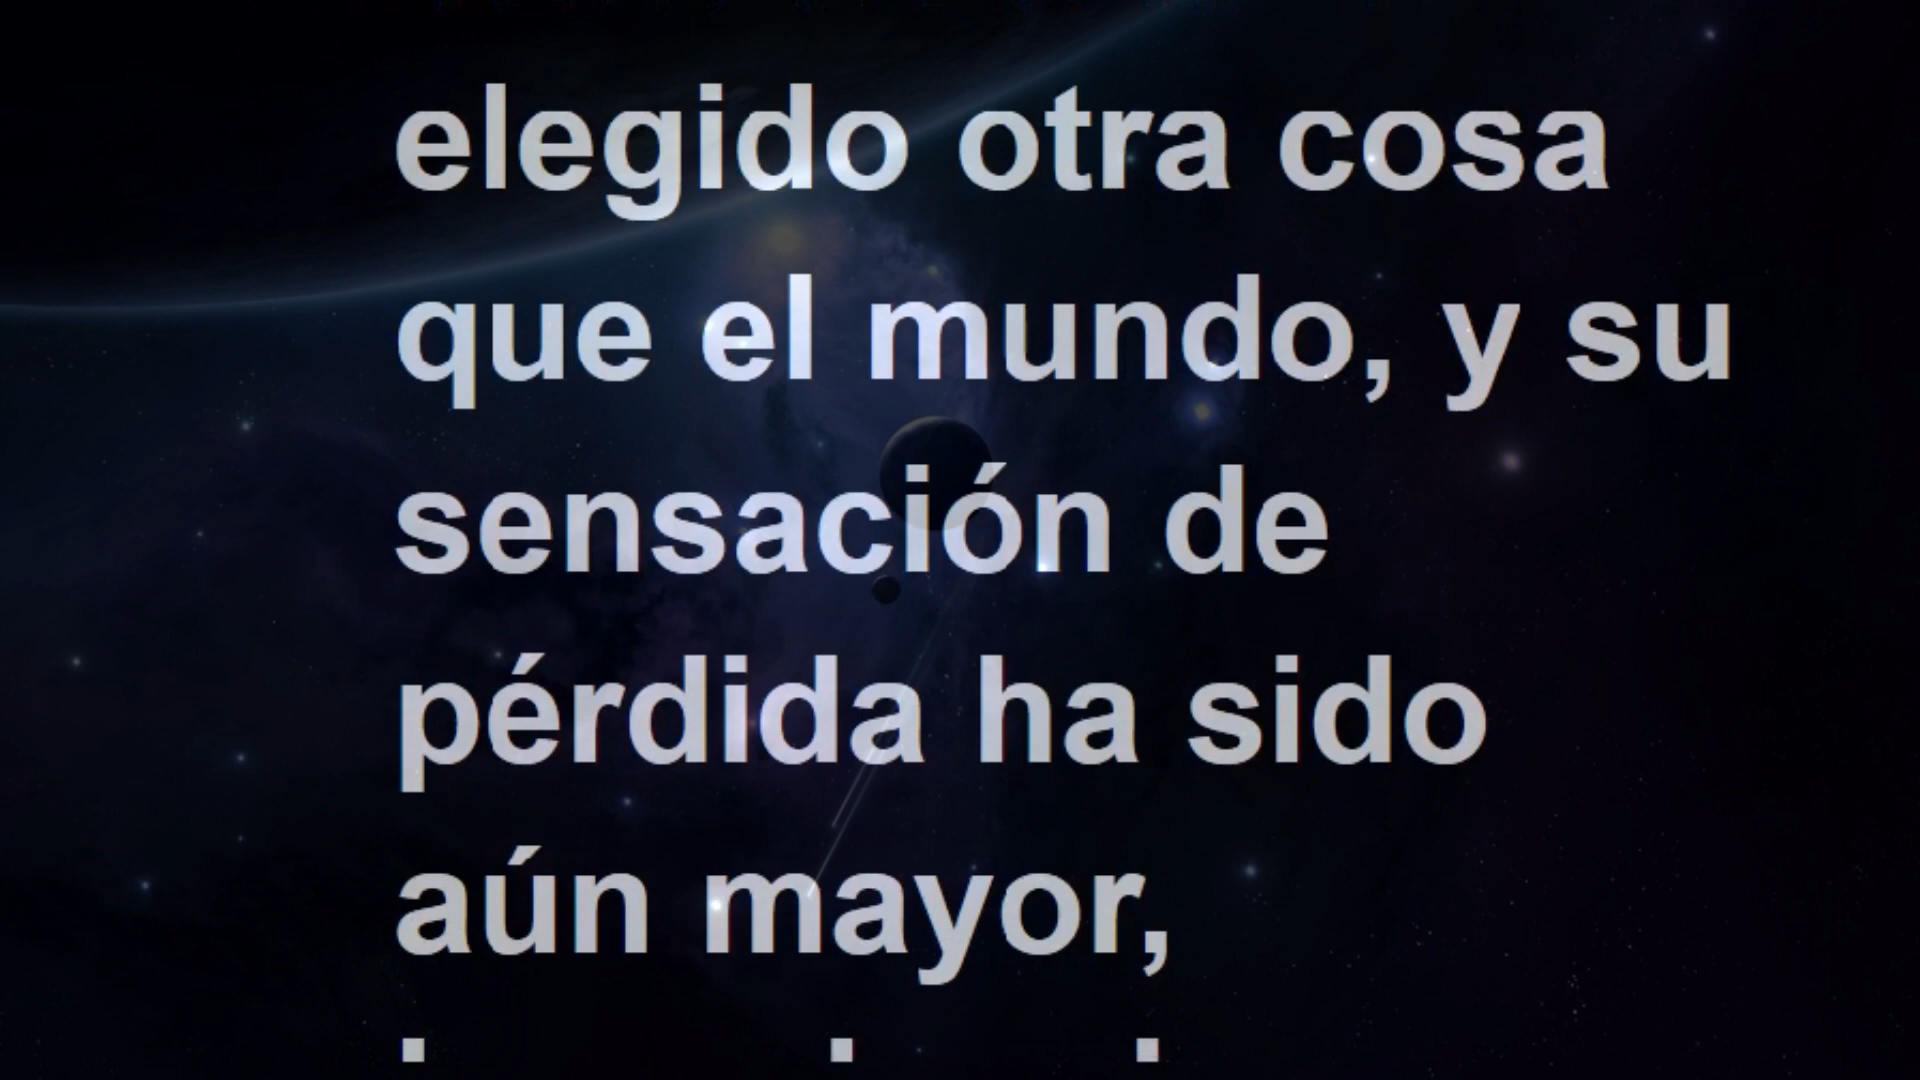 elegido otra cosa
que el mundo, y su
sensación de
pérdida ha sido
aún mayor,